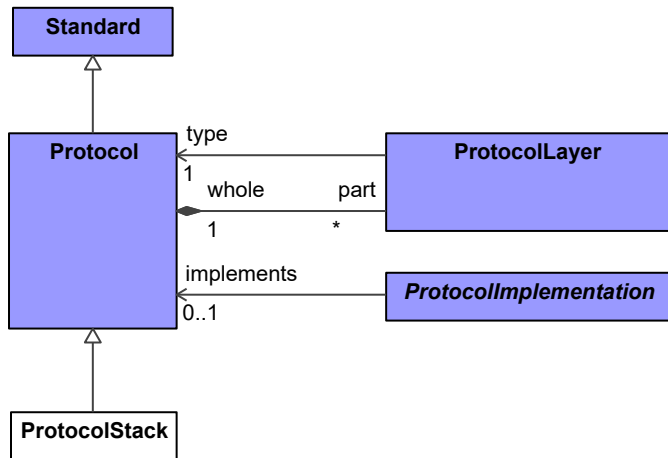 Standard
Protocol
type
1
ProtocolLayer
whole
part
1
*
implements
0..1
ProtocolImplementation
ProtocolStack